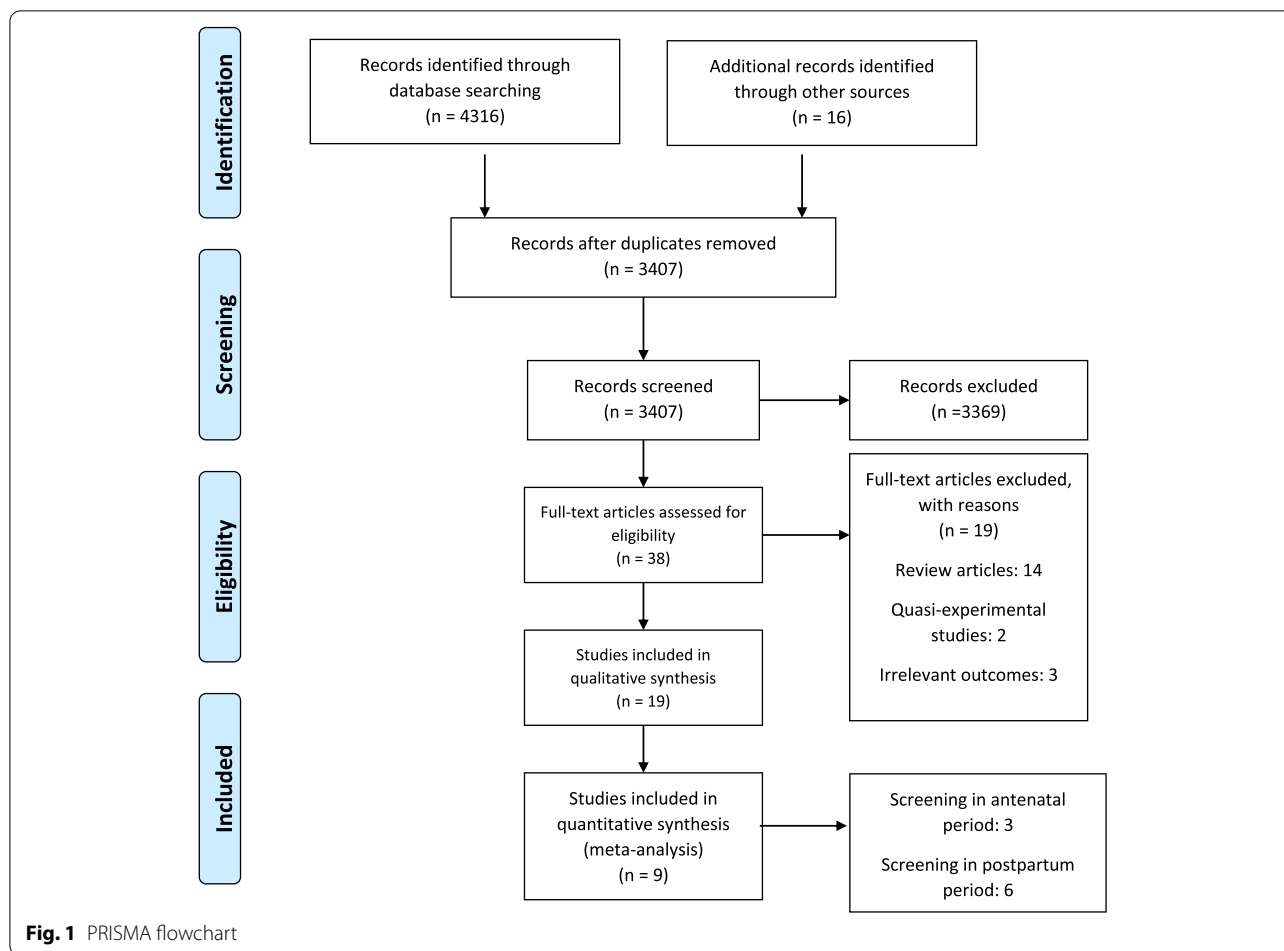 Identification
Records identified through
database searching
(n = 4316)
Additional records identified
through other sources
(n = 16)
Records after duplicates removed
(n = 3407)
Screening
Records screened
(n = 3407)
Records excluded
(n =3369)
Eligibility
Full-text articles assessed for
eligibility
(n = 38)
Full-text articles excluded,
with reasons
(n = 19)
Review articles: 14
Quasi-experimental
studies: 2
Irrelevant outcomes: 3
Studies included in
qualitative synthesis
(n = 19)
Included
Studies included in
quantitative synthesis
(meta-analysis)
(n = 9)
Screening in antenatal
period: 3
Screening in postpartum
period: 6
Fig. 1 PRISMA flowchart